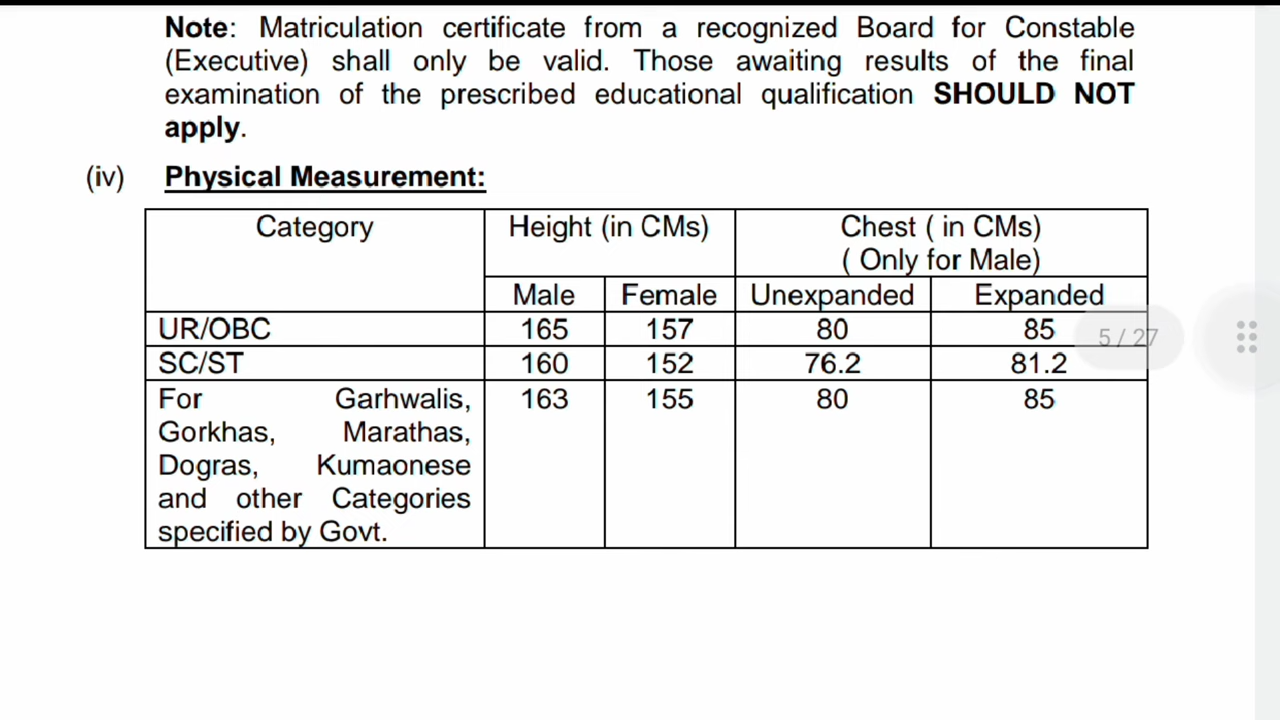 Note: Matriculation certificate from a recognized Board for Constable
(Executive) shall only be valid. Those awaiting results of the final
examination of the prescribed educational qualification SHOULD NOT
apply.
(iv) Physical Measurement:
Category Height (in CMs) Chest ( in CMs)
( Only for Male)
Male Female Unexpanded Expanded
UR/OBC 165 157 80 85
5 / 27
SC/ST 160 152 76.2 81.2
For Garhwalis, 163 155 80 85
Gorkhas, Marathas,
Dogras, Kumaonese
and other Categories
specified by Govt.